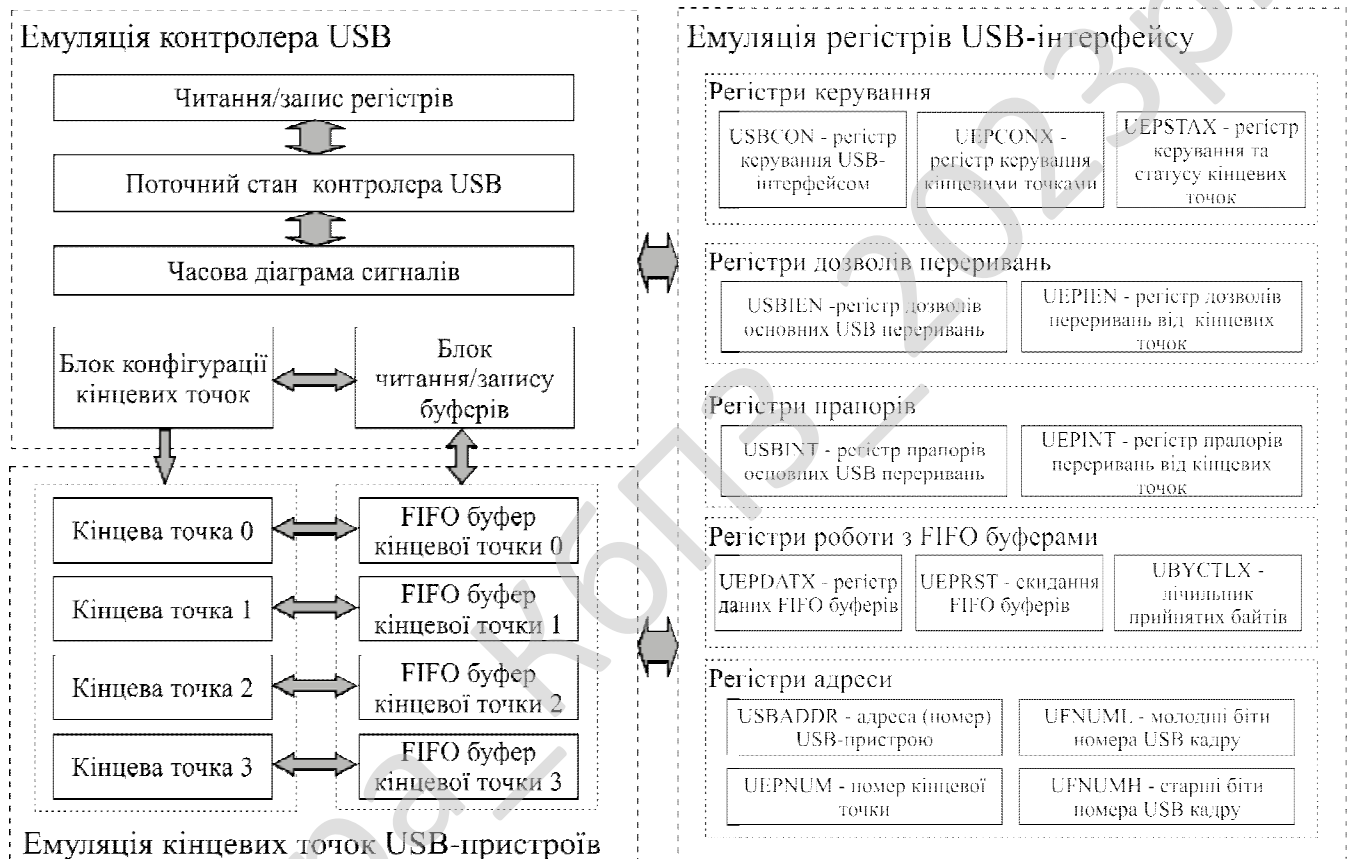 Емуляція контролера USB
Читання/запис регістрів
Поточний стан контролера USB
Часова діаграма сигналів
Блок конфігурації
кінцевих точок
Блок
читання/запису
буферів
Кінцева точка 0
FIFO буфер
кінцевої точки 0
Кінцева точка 1
FIFO буфер
кінцевої точки 1
Кінцева точка 2
FIFO буфер
кінцевої точки 2
Кінцева точка 3
FIFO буфер
кінцевої точки 3
Емуляція кінцевих точок USB-пристроїв
Емуляція регістрів USB-інтерфейсу
Регістри керування
USBCON - регістр
керування USB-
інтерфейсом
UEPCONX -
регістр керування
кінцевими точками
UEPSTAX - регістр
керування та
статусу кінцевих
точок
Регістри дозволів переривань
USBIEN -регістр дозволів
основних USB переривань
UEPIEN - регістр дозволів
переривань від кінцевих
точок
Регістри прапорів
USBINT - регістр прапорів
основних USB переривань
UEPINT - регістр прапорів
переривань від кінцевих
точок
Регістри роботи з FIFO буферами
UEPDATX - регістр
даних FIFO буферів
UEPRST - скидання
FIFO буферів
UBYCTLX -
лічильник
прийнятих байтів
Регістри адреси
USBADDR - адреса (номер)
USB-пристрою
UFNUML - молодші біти
номера USB кадру
UEPNUM - номер кінцевої
точки
UFNUMH - старші біти
номера USB кадру